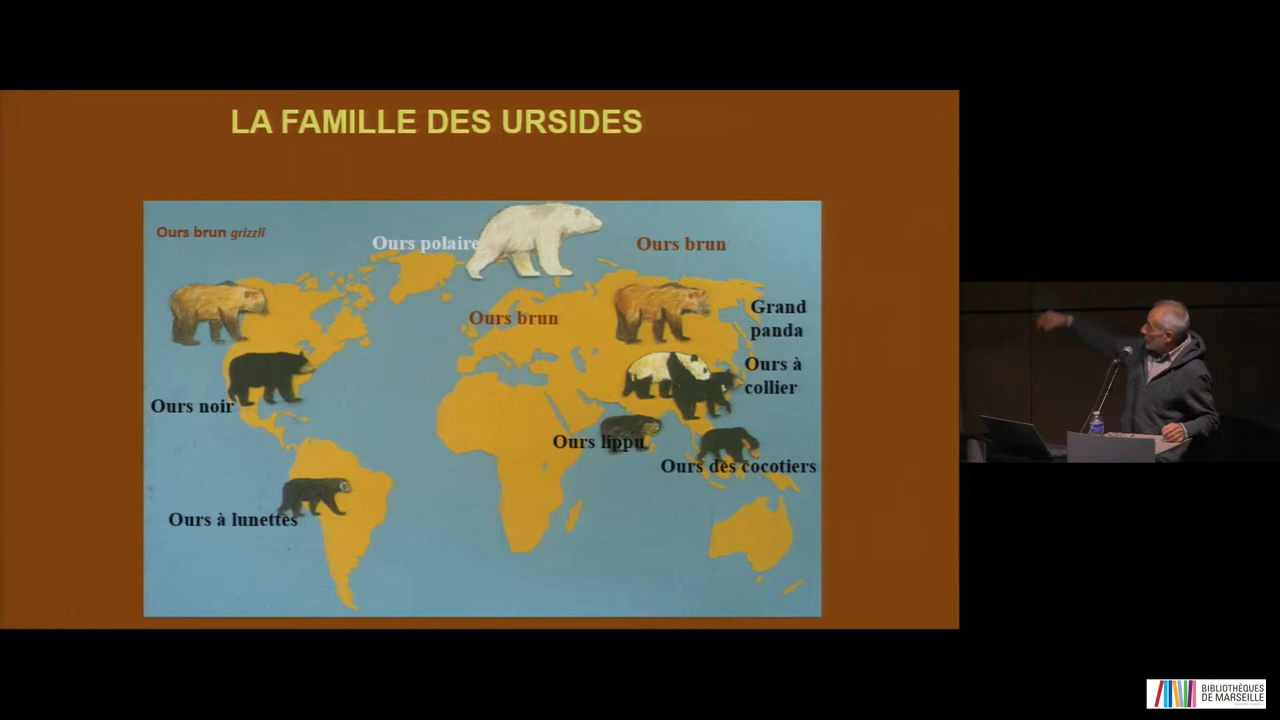 LA FAMILLE DES URSIDES
Ours brun grizzli
Ours polaire
Ours brun
Ours brun
Grand
panda
Ours à
collier
Ours noir
Ours lippu
Ours des cocotiers
Ours à lunettes
BIBLIOTHÈQUES
DE MARSEILLE